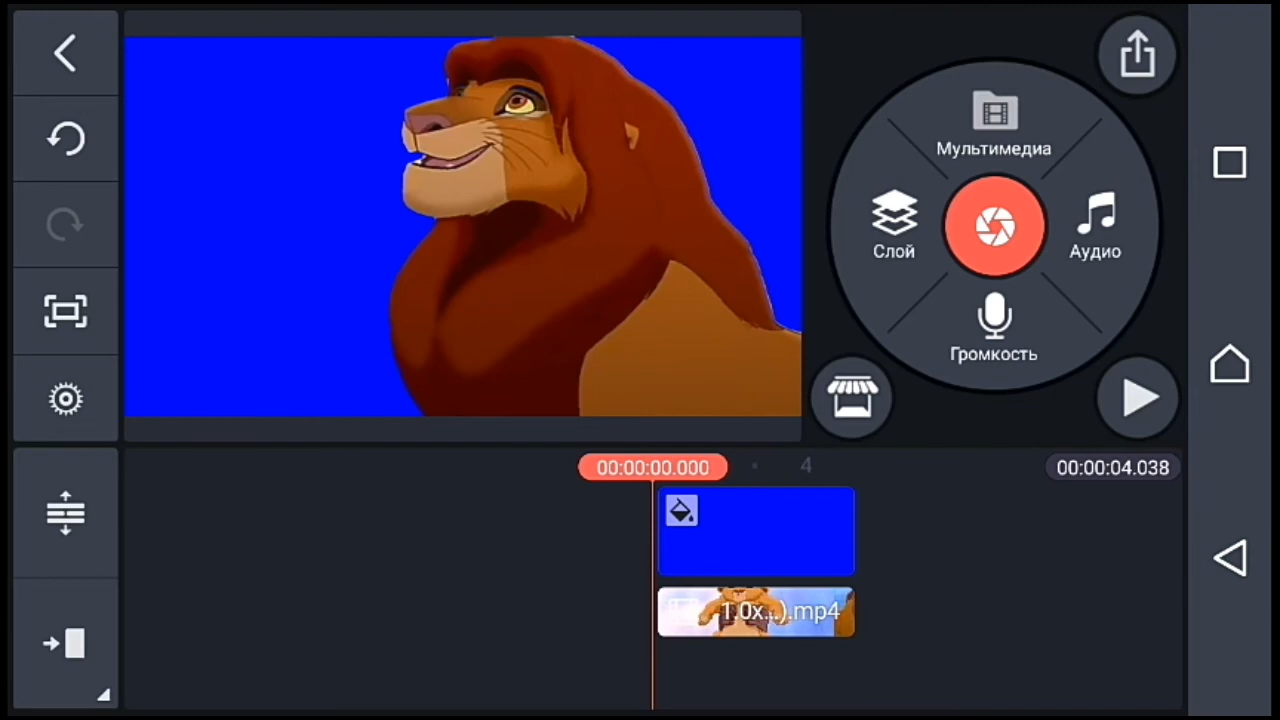 Мультимедиа
Слой
Аудио
Громкость
00:00:00.000
4
00:00:04.038
1.0x...).mp4